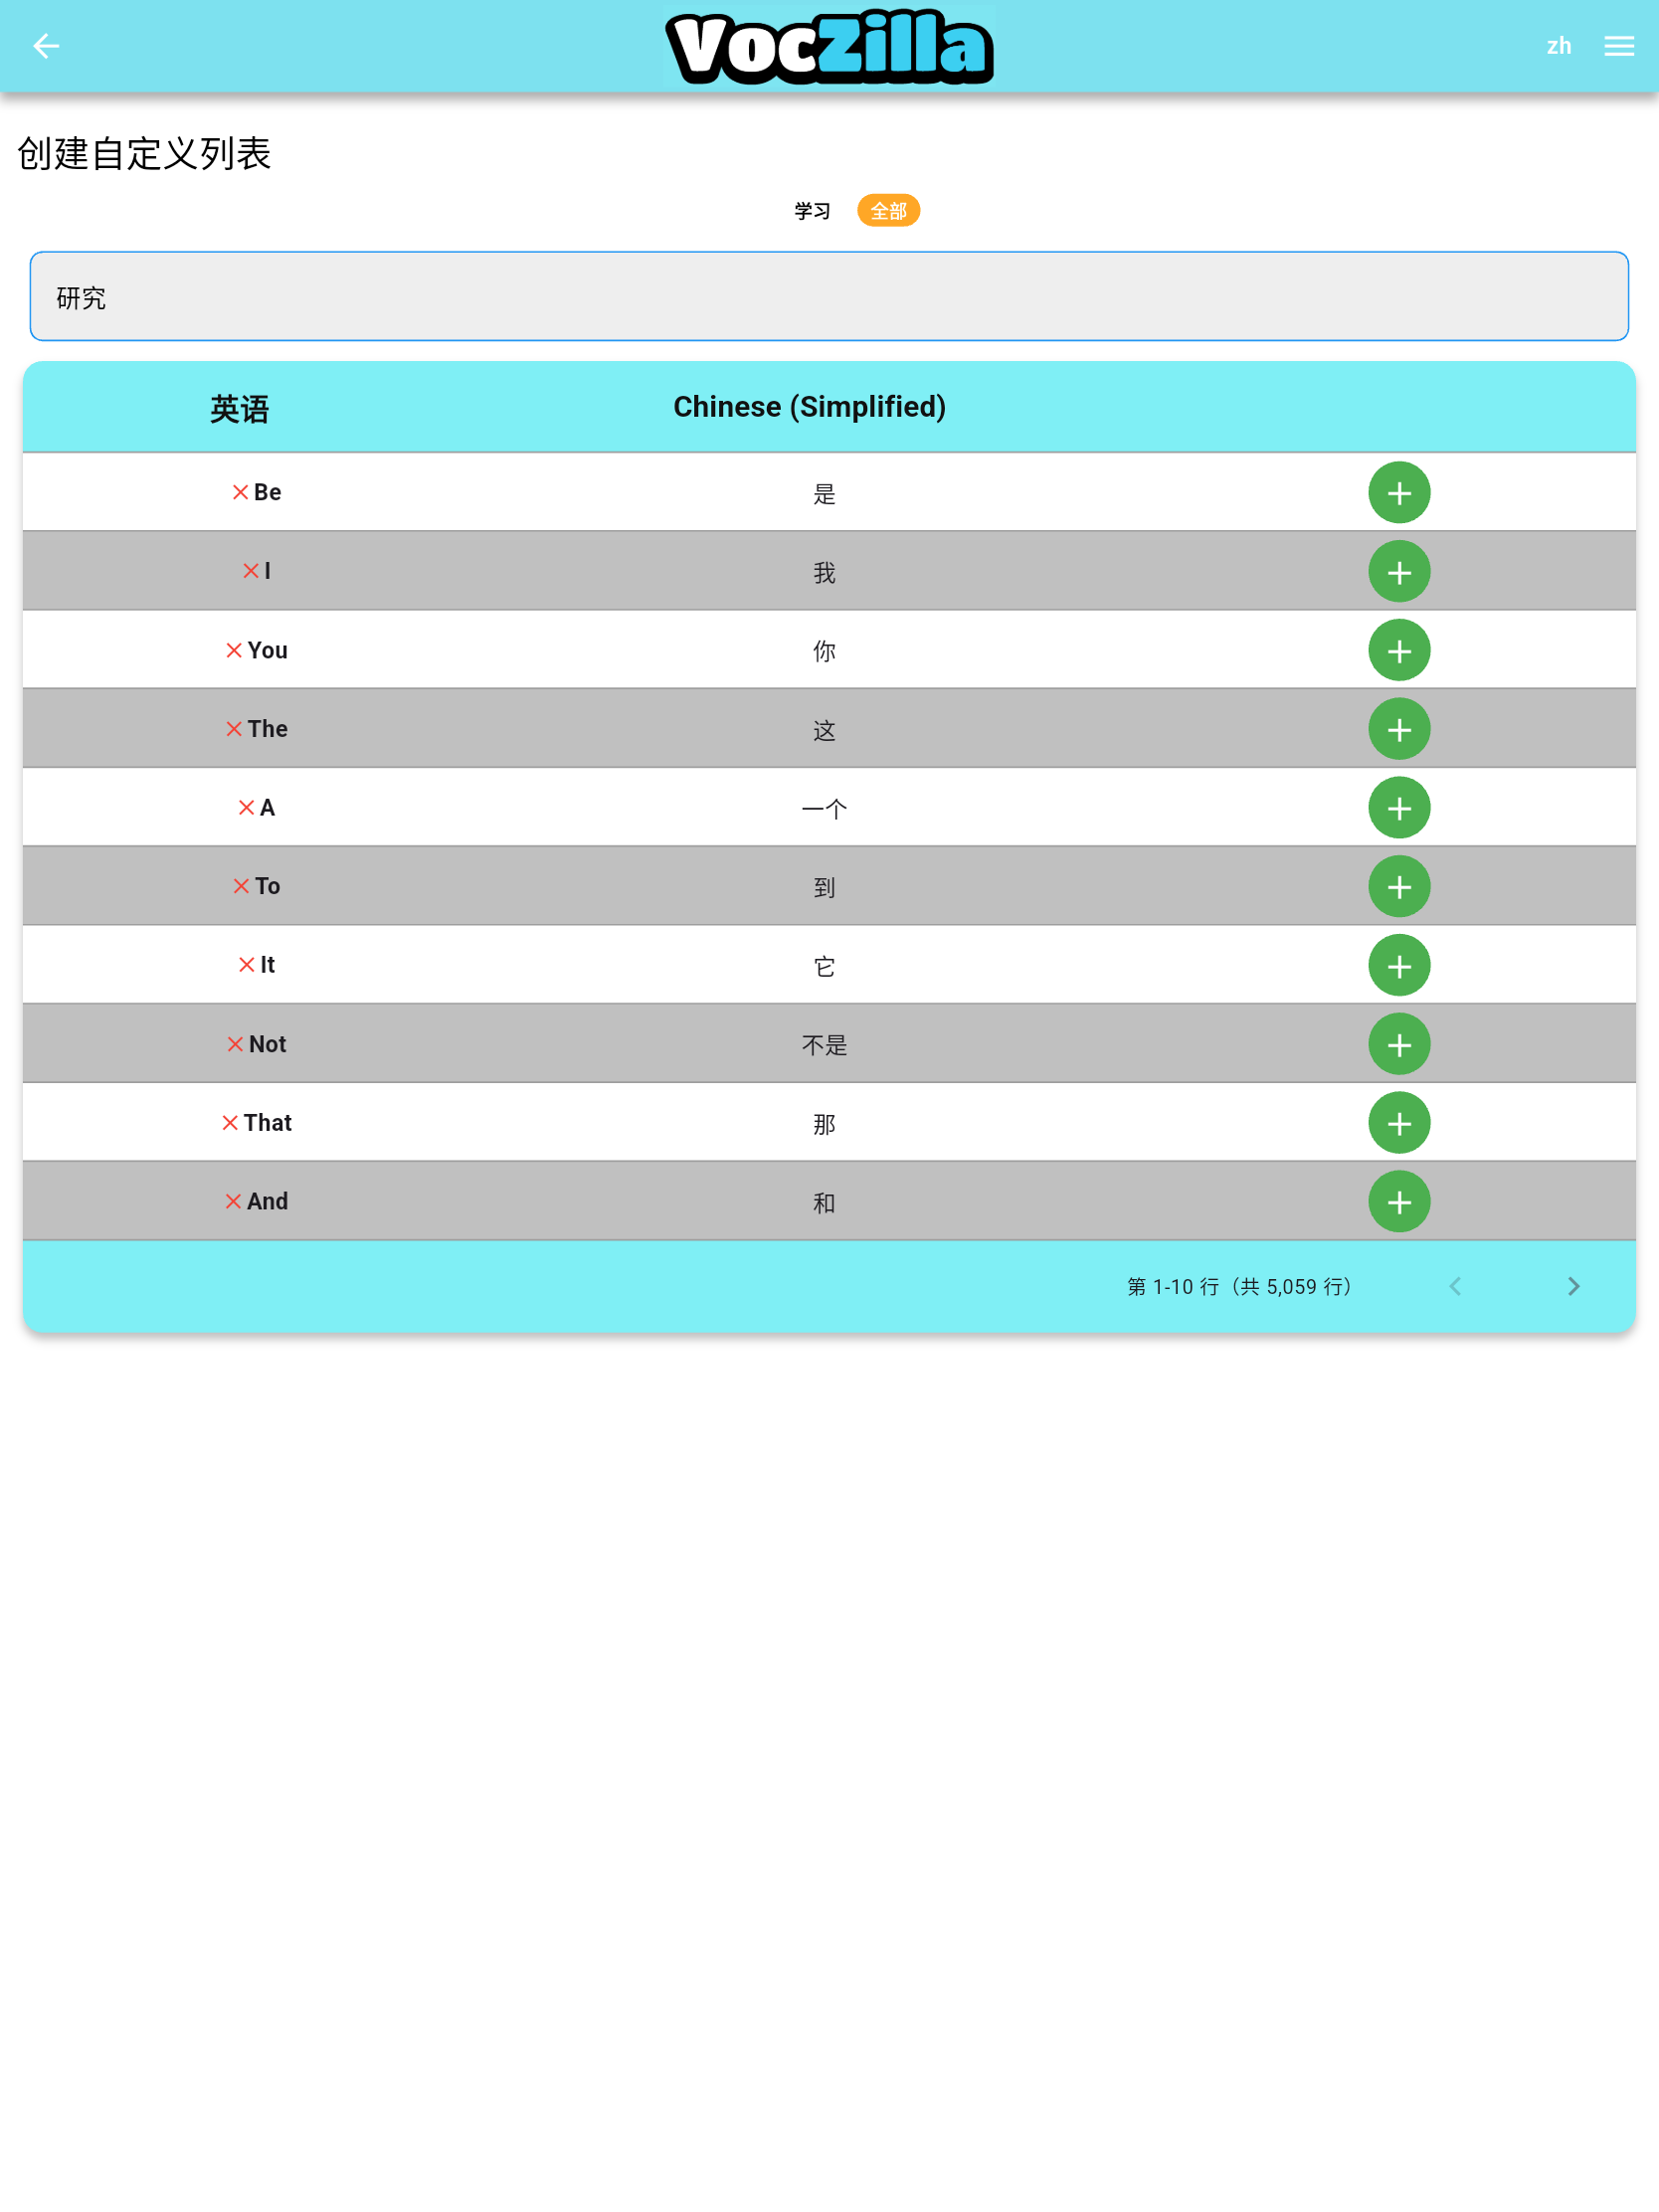 VocZilla
zh
创建自定义列表
学习 全部
研究
英语 Chinese (Simplified)
Be 是
I 我
You 你
The 这
A 一个
To 到
It 它
Not 不是
That 那
And 和
第 1-10 行（共 5,059 行）